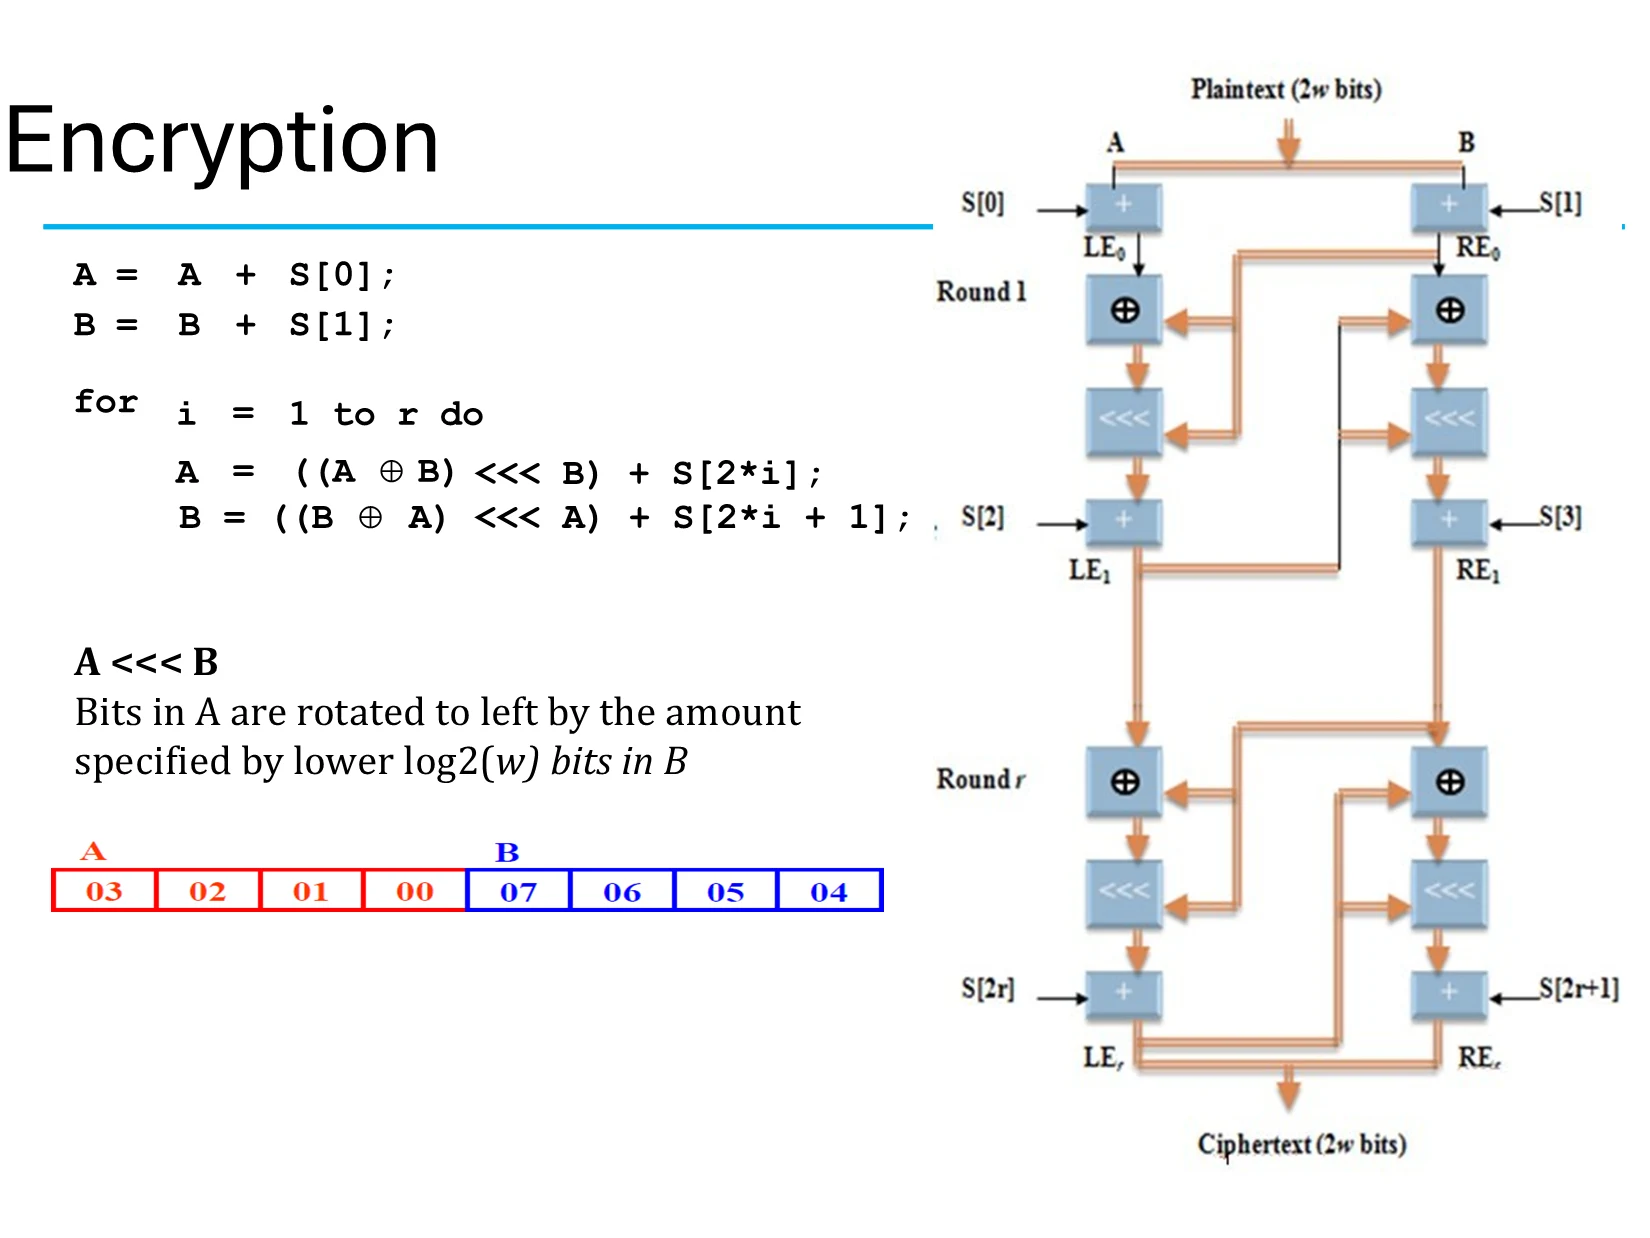 Encryption
A = A + S[0];
B = B + S[1];
for i = 1 to r do
A = ((A ⊕ B) <<< B) + S[2*i];
B = ((B ⊕ A) <<< A) + S[2*i + 1];
A <<< B
Bits in A are rotated to left by the amount
specified by lower log2(w) bits in B
A B
03 02 01 00 07 06 05 04
Plaintext (2w bits)
A B
S[0] + + S[1]
LE0 RE0
Round 1 ⊕ ⊕
<<< <<<
S[2] + + S[3]
LE1 RE1
Round r ⊕ ⊕
<<< <<<
S[2r] + + S[2r+1]
LEr REr
Ciphertext (2w bits)